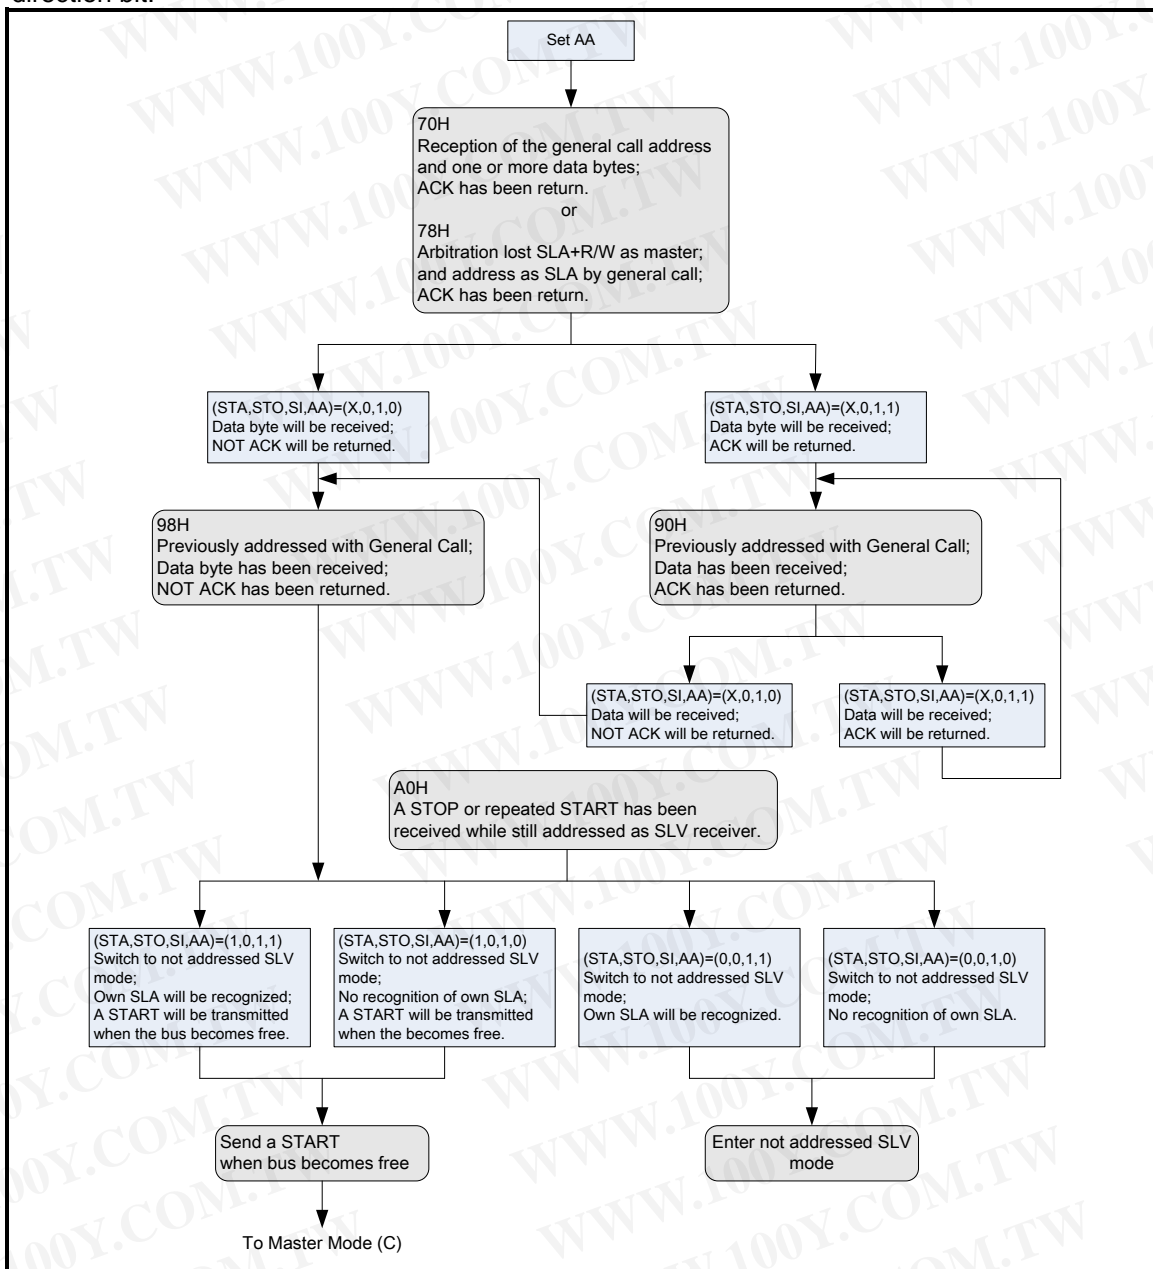 direction bit.
Set AA
70H
Reception of the general call address
and one or more data bytes;
ACK has been return.
or
78H
Arbitration lost SLA+R/W as master;
and address as SLA by general call;
ACK has been return.
(STA,STO,SI,AA)=(X,0,1,0)
Data byte will be received;
NOT ACK will be returned.
(STA,STO,SI,AA)=(X,0,1,1)
Data byte will be received;
ACK will be returned.
98H
Previously addressed with General Call;
Data byte has been received;
NOT ACK has been returned.
90H
Previously addressed with General Call;
Data has been received;
ACK has been returned.
(STA,STO,SI,AA)=(X,0,1,0)
Data will be received;
NOT ACK will be returned.
(STA,STO,SI,AA)=(X,0,1,1)
Data will be received;
ACK will be returned.
A0H
A STOP or repeated START has been
received while still addressed as SLV receiver.
(STA,STO,SI,AA)=(1,0,1,1)
Switch to not addressed SLV
mode;
Own SLA will be recognized;
A START will be transmitted
when the bus becomes free.
(STA,STO,SI,AA)=(1,0,1,0)
Switch to not addressed SLV
mode;
No recognition of own SLA;
A START will be transmitted
when the becomes free.
(STA,STO,SI,AA)=(0,0,1,1)
Switch to not addressed SLV
mode;
Own SLA will be recognized.
(STA,STO,SI,AA)=(0,0,1,0)
Switch to not addressed SLV
mode;
No recognition of own SLA.
Send a START
when bus becomes free
Enter not addressed SLV
mode
To Master Mode (C)
WWW.100Y.COM.TW